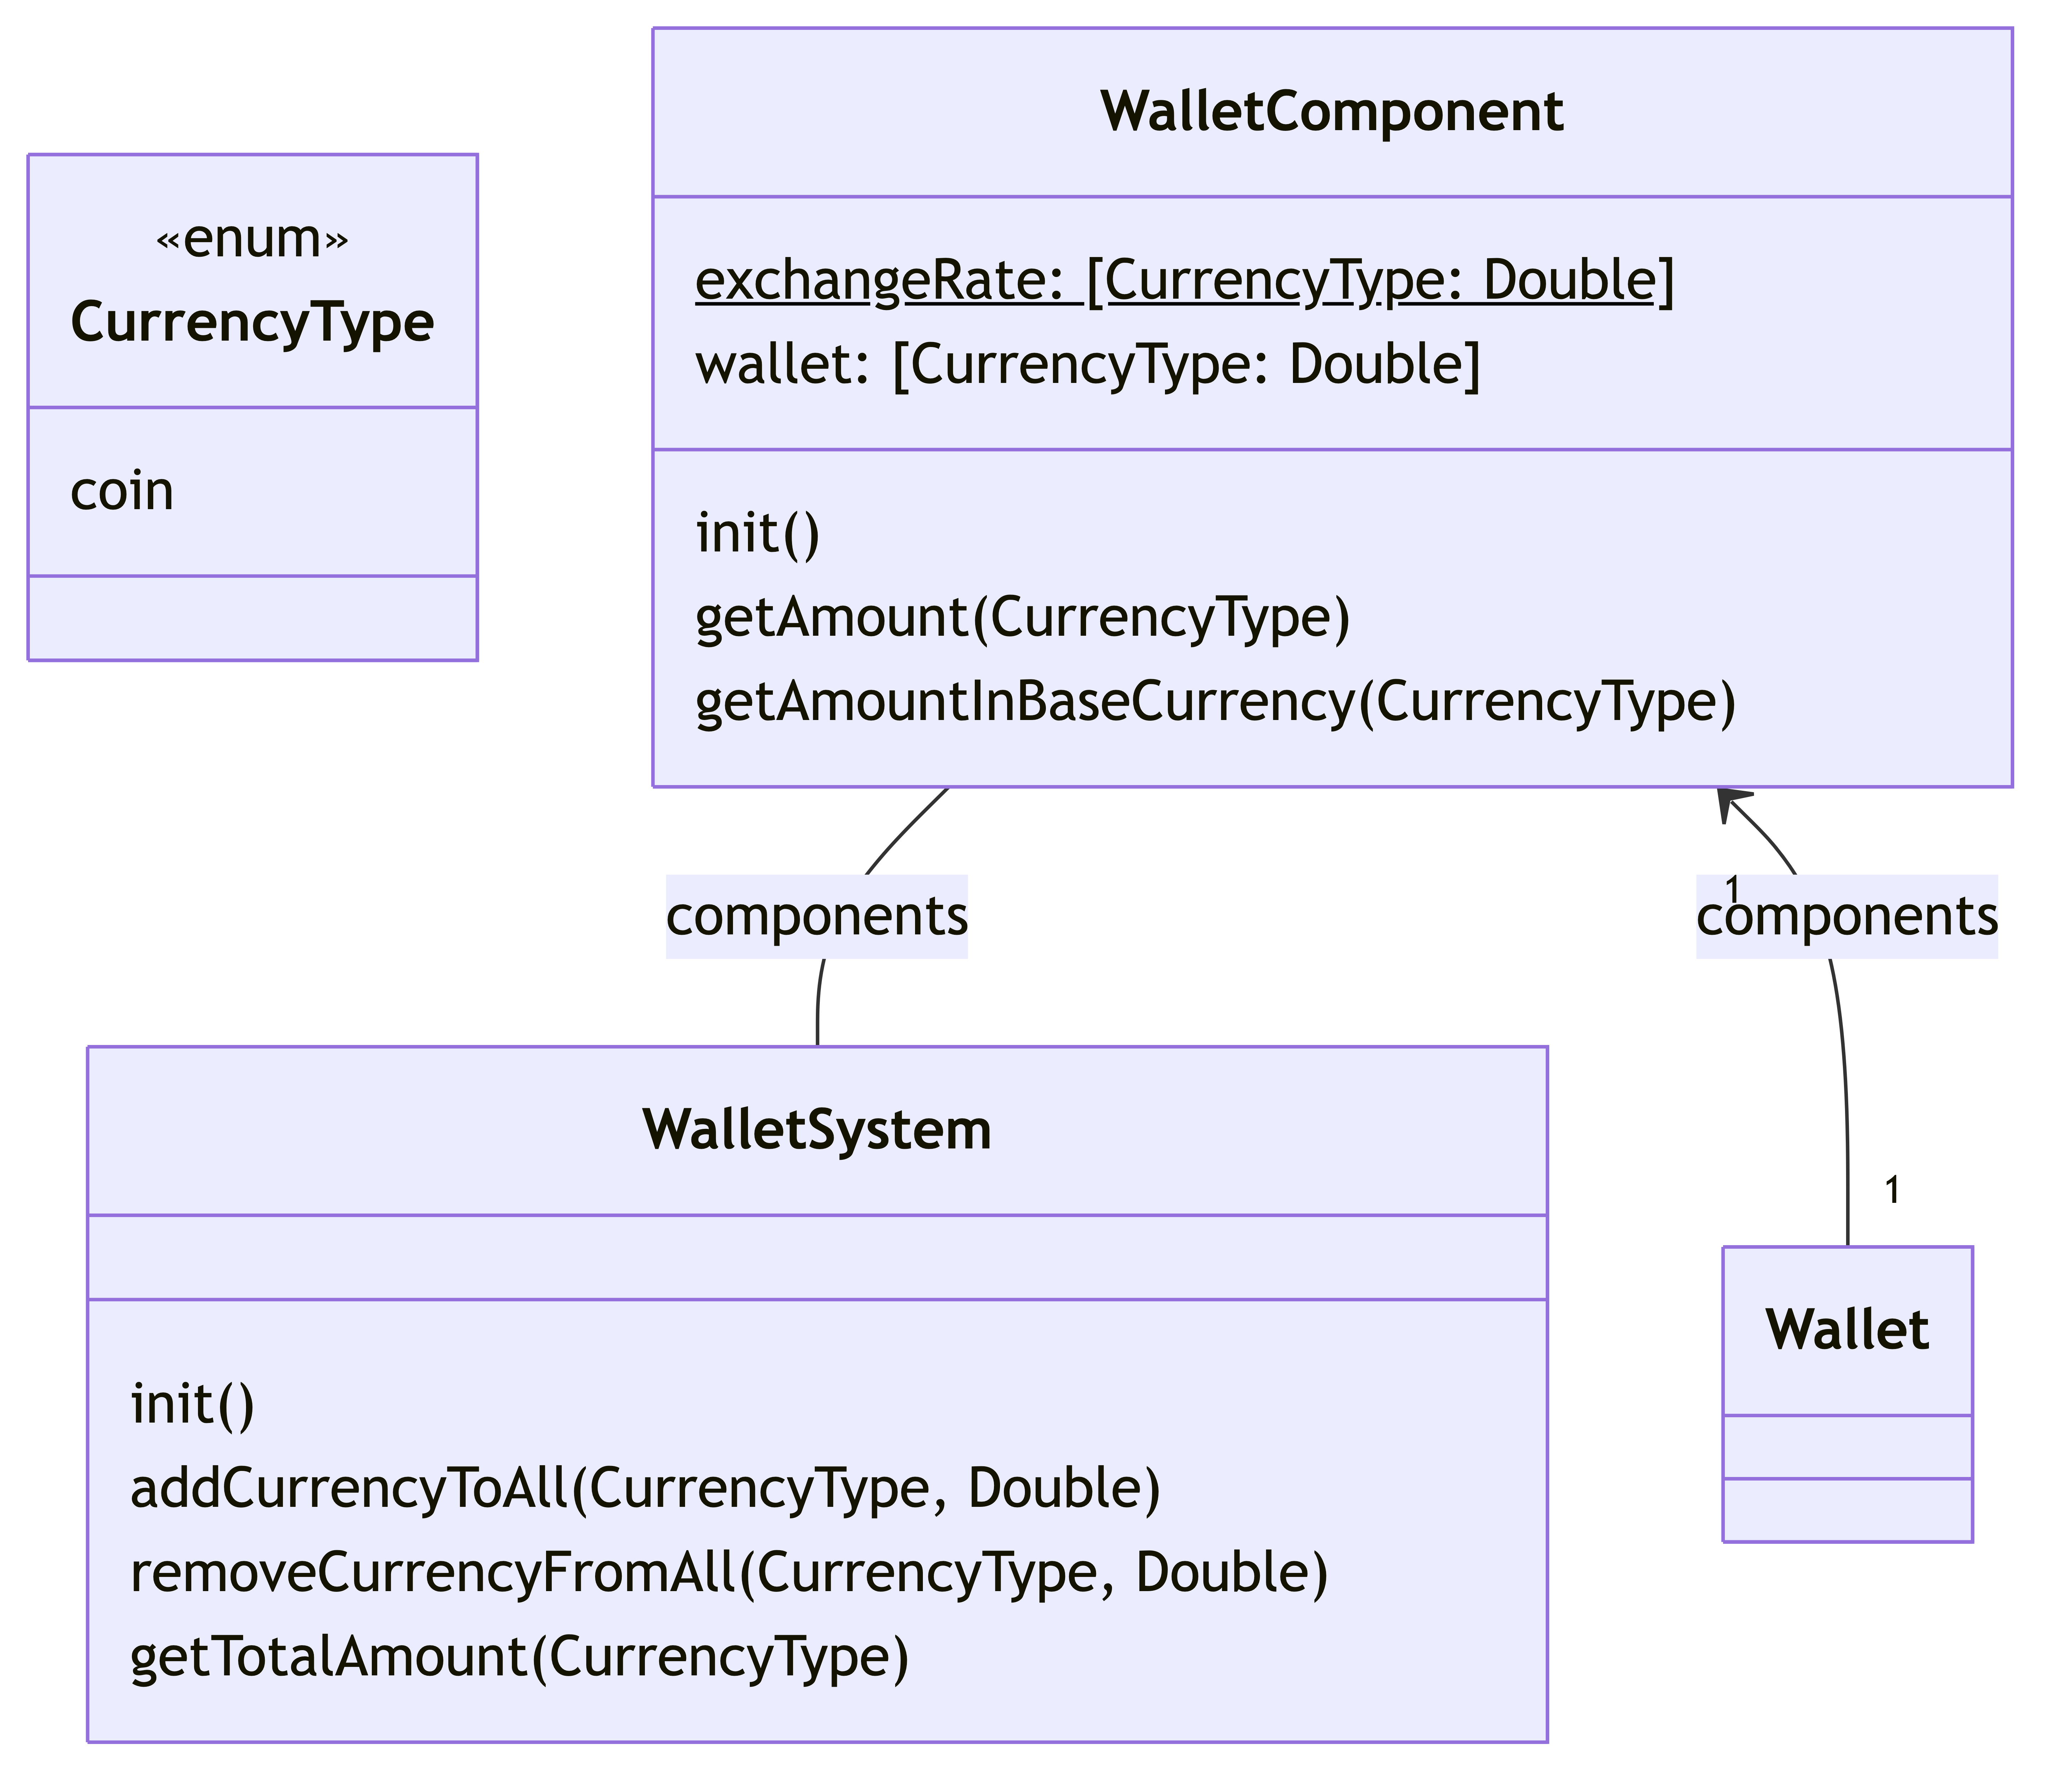 «enum»
CurrencyType
coin
WalletComponent
exchangeRate: [CurrencyType: Double]
wallet: [CurrencyType: Double]
init()
getAmount(CurrencyType)
getAmountInBaseCurrency(CurrencyType)
components
1
components
1
WalletSystem
init()
addCurrencyToAll(CurrencyType, Double)
removeCurrencyFromAll(CurrencyType, Double)
getTotalAmount(CurrencyType)
Wallet